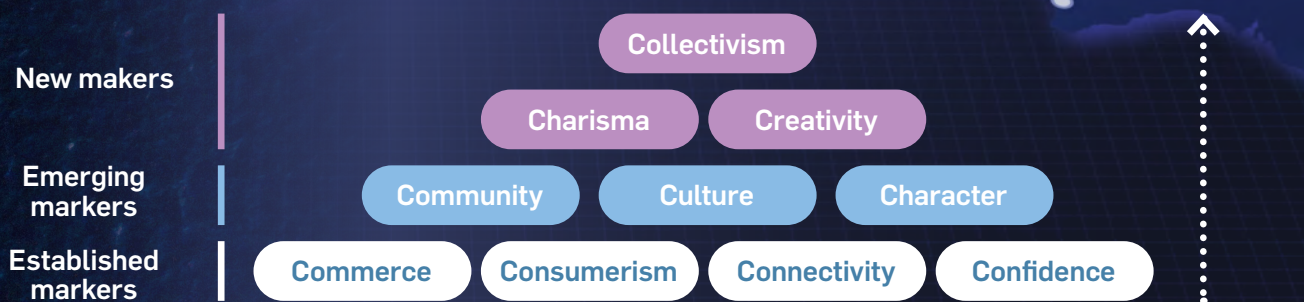 Collectivism
New makers
Charisma Creativity
Emerging
markers
Community Culture Character
Established
markers
Commerce Consumerism Connectivity Confidence